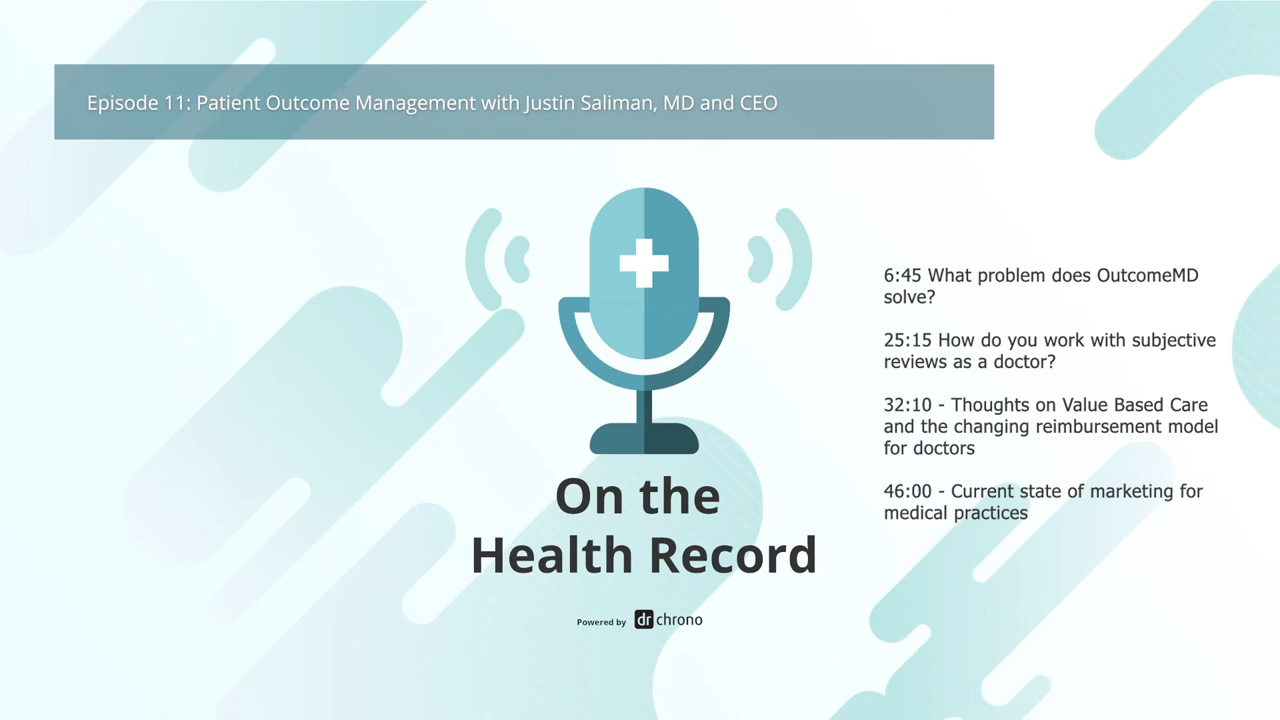 Episode 11: Patient Outcome Management with Justin Saliman, MD and CEO
6:45 What problem does OutcomeMD
solve?
25:15 How do you work with subjective
reviews as a doctor?
32:10 - Thoughts on Value Based Care
and the changing reimbursement model
for doctors
46:00 - Current state of marketing for
medical practices
On the
Health Record
Powered by dr chrono